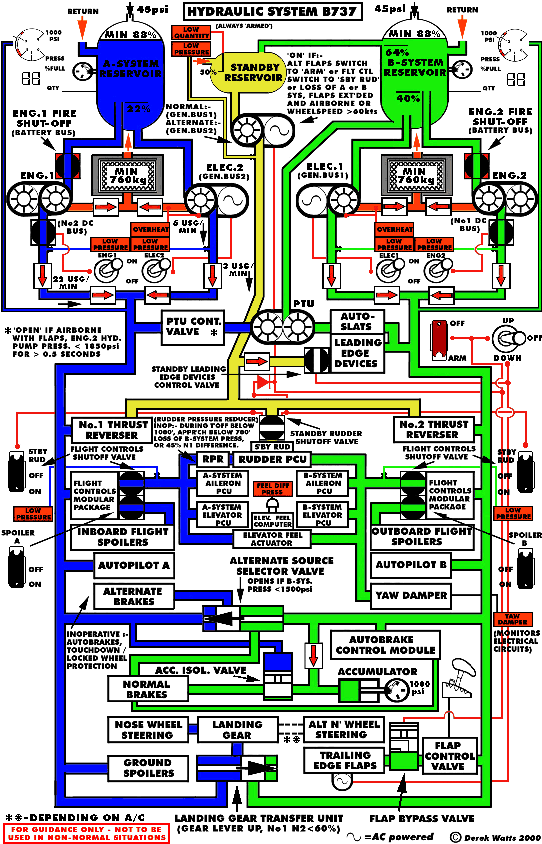 HYDRAULIC SYSTEM B737
RETURN
45psi
45psi
RETURN
(ALWAYS 'ARMED')
1000
PSI
PRESS
%FULL
QTY
MIN 88%
A-SYSTEM
RESERVOIR
22%
LOW
QUANTITY
LOW
PRESSURE
50%
STANDBY
RESERVOIR
'ON' IF:-
ALT FLAPS SWITCH
TO 'ARM' or FLT CTL
SWITCH TO 'SBY RUD'
or LOSS OF A or B
SYS, FLAPS EXT'DED
AND AIRBORNE OR
WHEELSPEED >60kts
MIN 88%
64%
B-SYSTEM
RESERVOIR
40%
1000
PSI
PRESS
%FULL
QTY
NORMAL:-
(GEN.BUS1)
ALTERNATE:-
(GEN.BUS2)
ENG.1 FIRE
SHUT-OFF
(BATTERY BUS)
ENG.2 FIRE
SHUT-OFF
(BATTERY BUS)
ENG.1
MIN
760kg
ELEC.2
(GEN.BUS2)
ELEC.1
(GEN.BUS1)
MIN
760kg
ENG.2
(No2 DC
BUS)
OVERHEAT
6 USG/
MIN
LOW
PRESSURE
LOW
PRESSURE
ENG1
ELEC2
ON
OFF
22 USG/
MIN
3 USG/
MIN
(No1 DC
BUS)
OVERHEAT
LOW
PRESSURE
LOW
PRESSURE
ELEC1
ENG2
ON
OFF
PTU
*'OPEN' IF AIRBORNE
WITH FLAPS, ENG.2 HYD.
PUMP PRESS. < 1850psi
FOR > 0.5 SECONDS
PTU CONT.
VALVE *
AUTO-
SLATS
LEADING
EDGE
DEVICES
OFF
ARM
UP
OFF
DOWN
STANDBY LEADING
EDGE DEVICES
CONTROL VALVE
No.1 THRUST
REVERSER
(RUDDER PRESSURE REDUCER)
INOP:- DURING T'OFF BELOW
1000', APPR'CH BELOW 700'
LOSS OF B-SYSTEM PRESS,
OR 45% N1 DIFFERENCE.
STANDBY RUDDER
SHUTOFF VALVE
No.2 THRUST
REVERSER
S'BY RUD
FLIGHT CONTROLS
SHUTOFF VALVE
FLIGHT CONTROLS
SHUTOFF VALVE
STBY
RUD
OFF
ON
RPR
RUDDER PCU
STBY
RUD
OFF
ON
FLIGHT
CONTROLS
MODULAR
PACKAGE
A-SYSTEM
AILERON
PCU
FEEL DIFF
PRESS
B-SYSTEM
AILERON
PCU
FLIGHT
CONTROLS
MODULAR
PACKAGE
LOW
PRESSURE
A-SYSTEM
ELEVATOR
PCU
ELEV. FEEL
COMPUTER
B-SYSTEM
ELEVATOR
PCU
LOW
PRESSURE
SPOILER
A
OFF
ON
INBOARD FLIGHT
SPOILERS
ELEVATOR FEEL
ACTUATOR
OUTBOARD FLIGHT
SPOILERS
SPOILER
B
OFF
ON
AUTOPILOT A
ALTERNATE SOURCE
SELECTOR VALVE
OPENS IF B-SYS.
PRESS <1500psi
AUTOPILOT B
ALTERNATE
BRAKES
YAW DAMPER
INOPERATIVE :-
AUTOBRAKES,
TOUCHDOWN /
LOCKED WHEEL
PROTECTION
AUTOBRAKE
CONTROL MODULE
YAW
DAMPER
(MONITORS
ELECTRICAL
CIRCUITS)
ACC. ISOL. VALVE
ACCUMULATOR
1000
psi
NORMAL
BRAKES
NOSE WHEEL
STEERING
LANDING
GEAR
**
ALT N' WHEEL
STEERING
GROUND
SPOILERS
TRAILING
EDGE FLAPS
FLAP
CONTROL
VALVE
**-DEPENDING ON A/C
FOR GUIDANCE ONLY - NOT TO BE
USED IN NON-NORMAL SITUATIONS
LANDING GEAR TRANSFER UNIT
(GEAR LEVER UP, No1 N2<60%)
FLAP BYPASS VALVE
=AC powered
© Derek Watts 2000